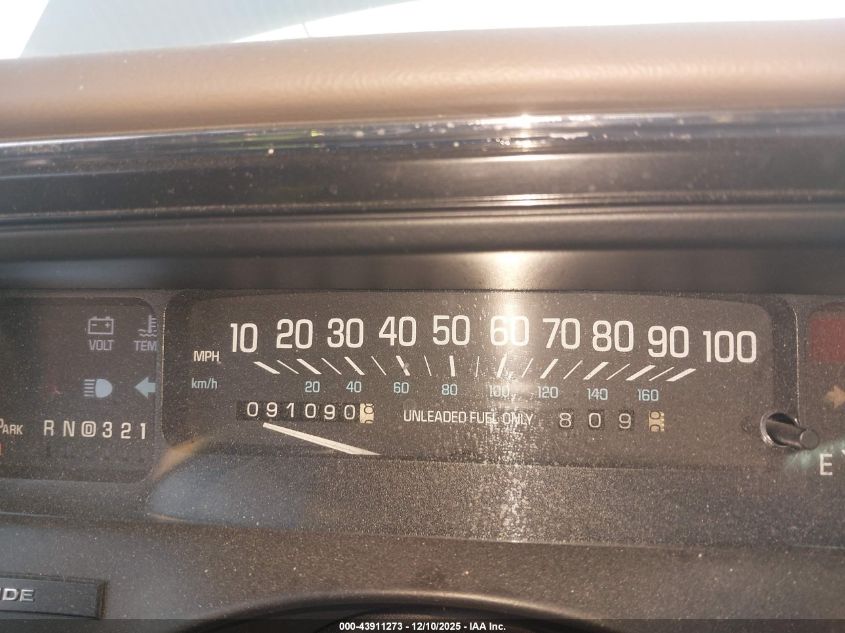 10 20 30 40 50 60 70 80 90 100
MPH
km/h 20 40 60 80 100 120 140 160
VOLT
091090
UNLEADED FUEL ONLY
809
R N D 3 2 1
E
000-43911273 - 12/10/2025 - IAA Inc.